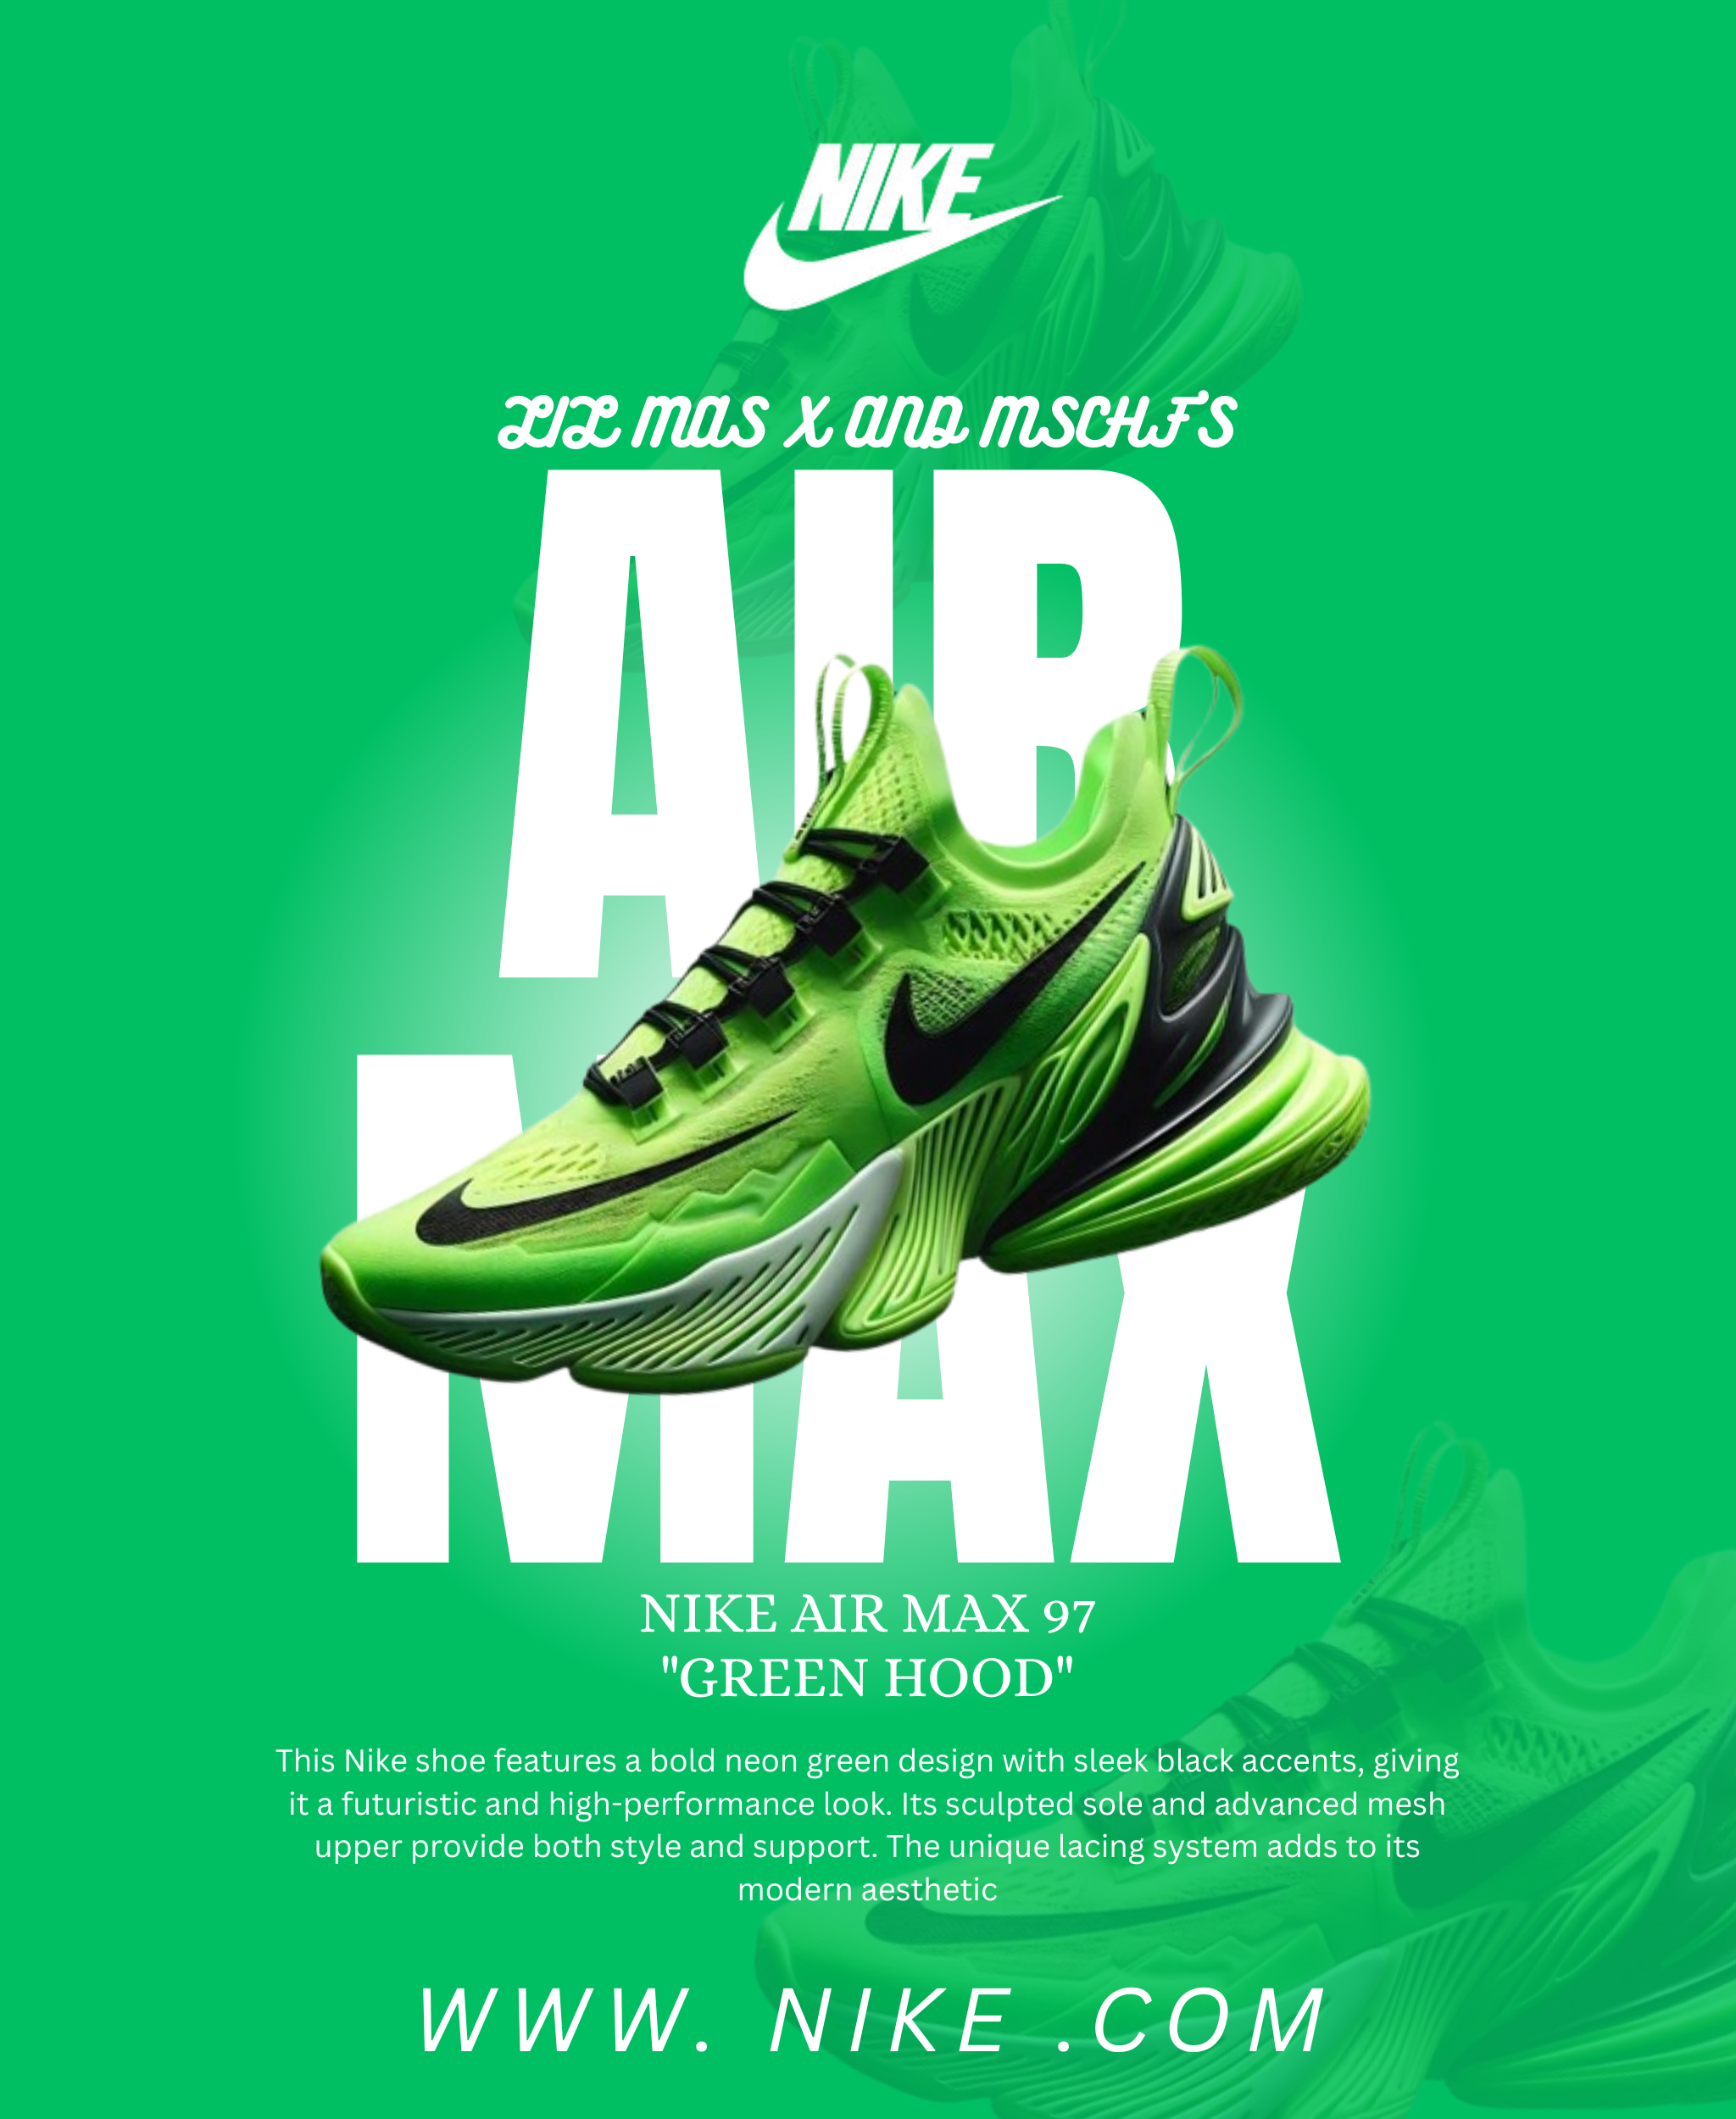 NIKE
LIL MAS X AND MSCHF'S
AIR
MAX
NIKE AIR MAX 97
"GREEN HOOD"
This Nike shoe features a bold neon green design with sleek black accents, giving
it a futuristic and high-performance look. Its sculpted sole and advanced mesh
upper provide both style and support. The unique lacing system adds to its
modern aesthetic
WWW. NIKE .COM